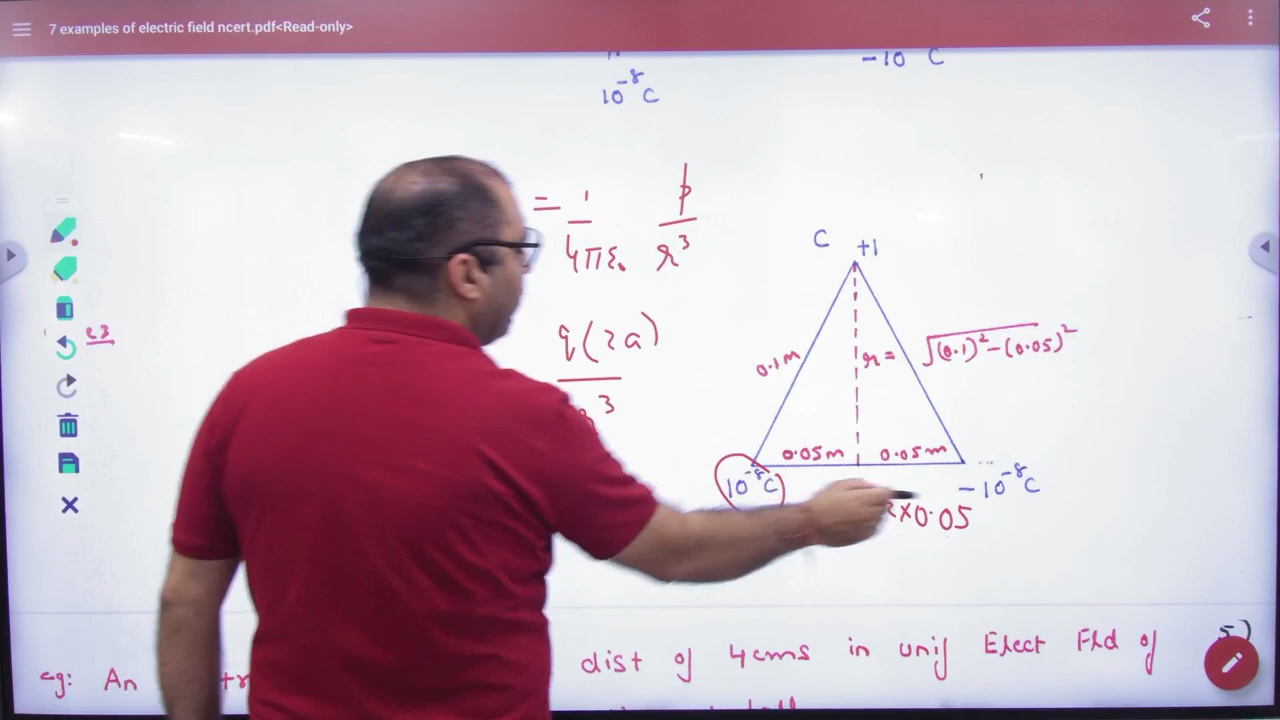 7 examples of electric field ncert.pdf<Read-only>
10⁻⁸ C
−10 C
= 1/4πε₀ p/r³
q(2a)
3
C +1
0.1m
r = √(0.1)² − (0.05)²
0.05m 0.05m
10⁻⁸C
−10⁻⁸C
×0.05
eg: An
dist of 4cms in unif Elect Fld of
5)